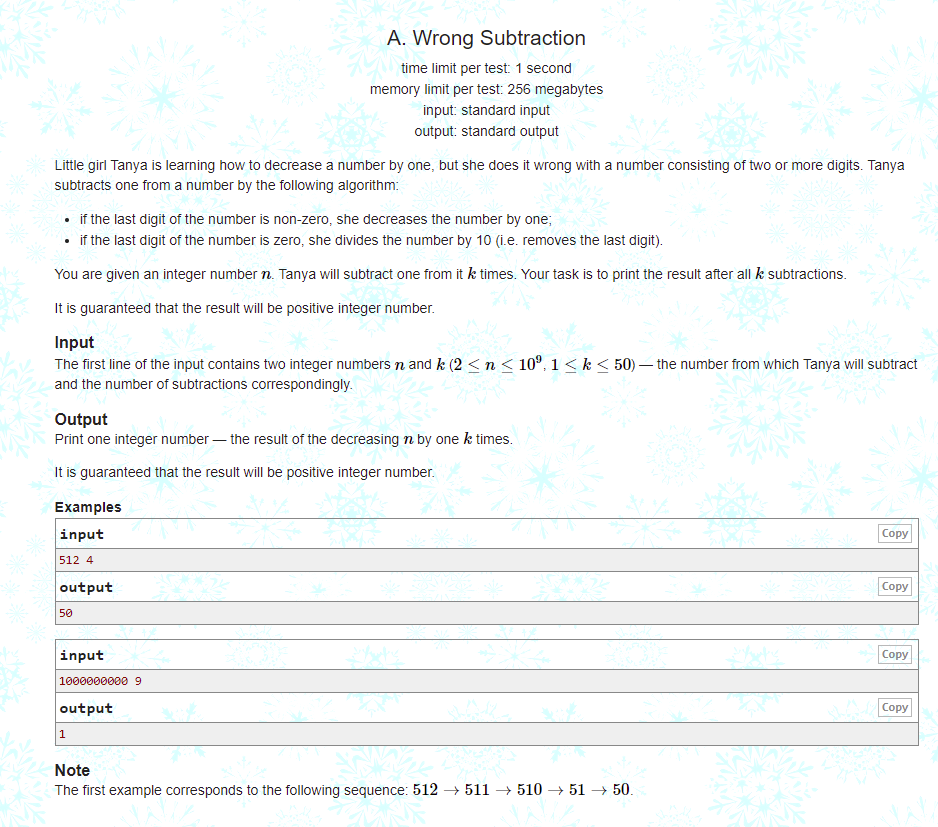 A. Wrong Subtraction
time limit per test: 1 second
memory limit per test: 256 megabytes
input: standard input
output: standard output
Little girl Tanya is learning how to decrease a number by one, but she does it wrong with a number consisting of two or more digits. Tanya
subtracts one from a number by the following algorithm:
• if the last digit of the number is non-zero, she decreases the number by one;
• if the last digit of the number is zero, she divides the number by 10 (i.e. removes the last digit).
You are given an integer number n. Tanya will subtract one from it k times. Your task is to print the result after all k subtractions.
It is guaranteed that the result will be positive integer number.
Input
The first line of the input contains two integer numbers n and k (2 ≤ n ≤ 10⁹, 1 ≤ k ≤ 50) — the number from which Tanya will subtract
and the number of subtractions correspondingly.
Output
Print one integer number — the result of the decreasing n by one k times.
It is guaranteed that the result will be positive integer number.
Examples
input Copy
512 4
output Copy
50
input Copy
1000000000 9
output Copy
1
Note
The first example corresponds to the following sequence: 512 → 511 → 510 → 51 → 50.